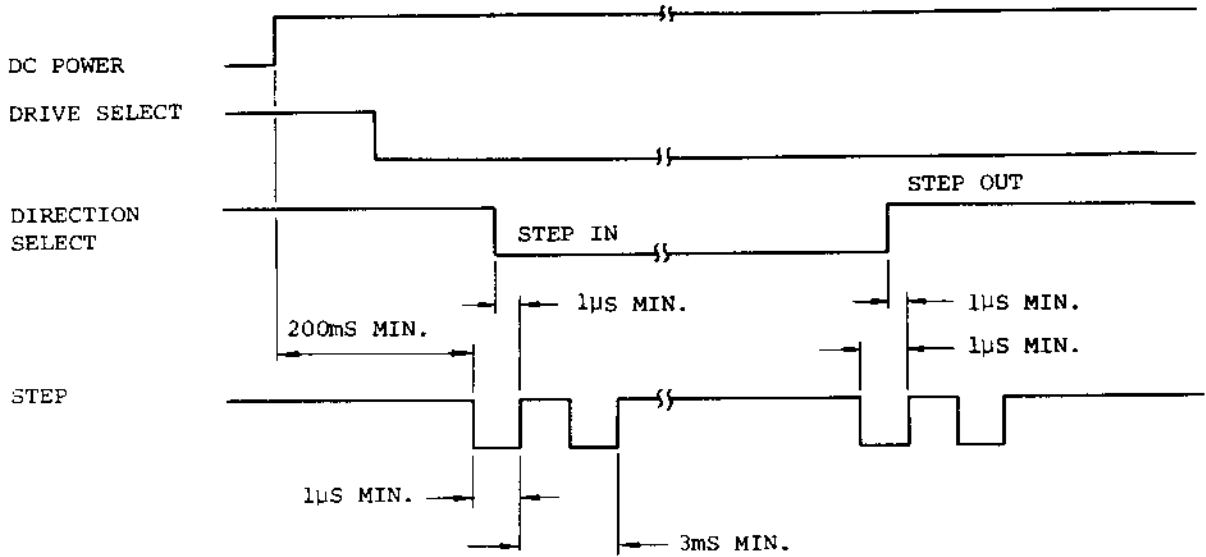 DC POWER
DRIVE SELECT
STEP OUT
DIRECTION
SELECT
STEP IN
1µS MIN.
1µS MIN.
200mS MIN.
1µS MIN.
STEP
1µS MIN.
3mS MIN.